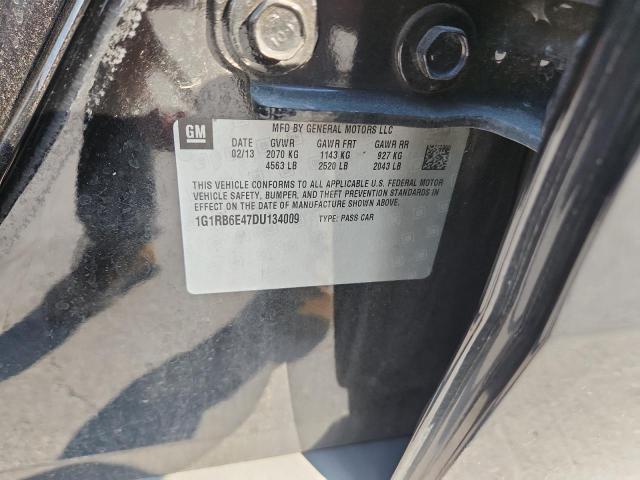 GM
MFD BY GENERAL MOTORS LLC
DATE GVWR GAWR FRT GAWR RR
02/13 2070 KG 1143 KG 927 KG
4563 LB 2520 LB 2043 LB
THIS VEHICLE CONFORMS TO ALL APPLICABLE U.S. FEDERAL MOTOR
VEHICLE SAFETY, BUMPER, AND THEFT PREVENTION STANDARDS IN
EFFECT ON THE DATE OF MANUFACTURE SHOWN ABOVE.
1G1RB6E47DU134009 TYPE: PASS CAR